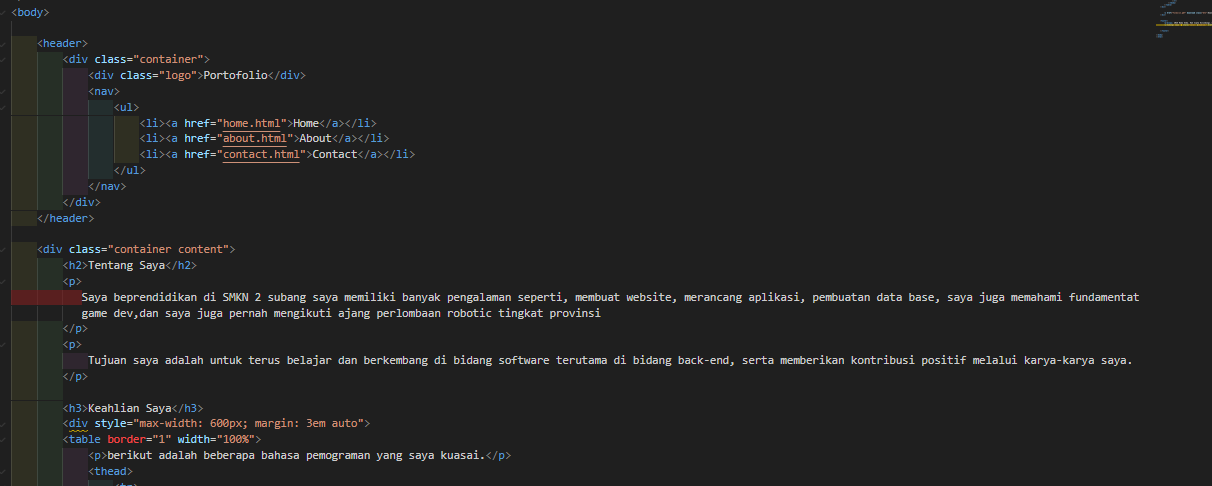 <body>
<header>
<div class="container">
<div class="logo">Portofolio</div>
<nav>
<ul>
<li><a href="home.html">Home</a></li>
<li><a href="about.html">About</a></li>
<li><a href="contact.html">Contact</a></li>
</ul>
</nav>
</div>
</header>
<div class="container content">
<h2>Tentang Saya</h2>
<p>
Saya beprendidikan di SMKN 2 subang saya memiliki banyak pengalaman seperti, membuat website, merancang aplikasi, pembuatan data base, saya juga memahami fundamentat
game dev,dan saya juga pernah mengikuti ajang perlombaan robotic tingkat provinsi
</p>
<p>
Tujuan saya adalah untuk terus belajar dan berkembang di bidang software terutama di bidang back-end, serta memberikan kontribusi positif melalui karya-karya saya.
</p>
<h3>Keahlian Saya</h3>
<div style="max-width: 600px; margin: 3em auto">
<table border="1" width="100%">
<p>berikut adalah beberapa bahasa pemograman yang saya kuasai.</p>
<thead>